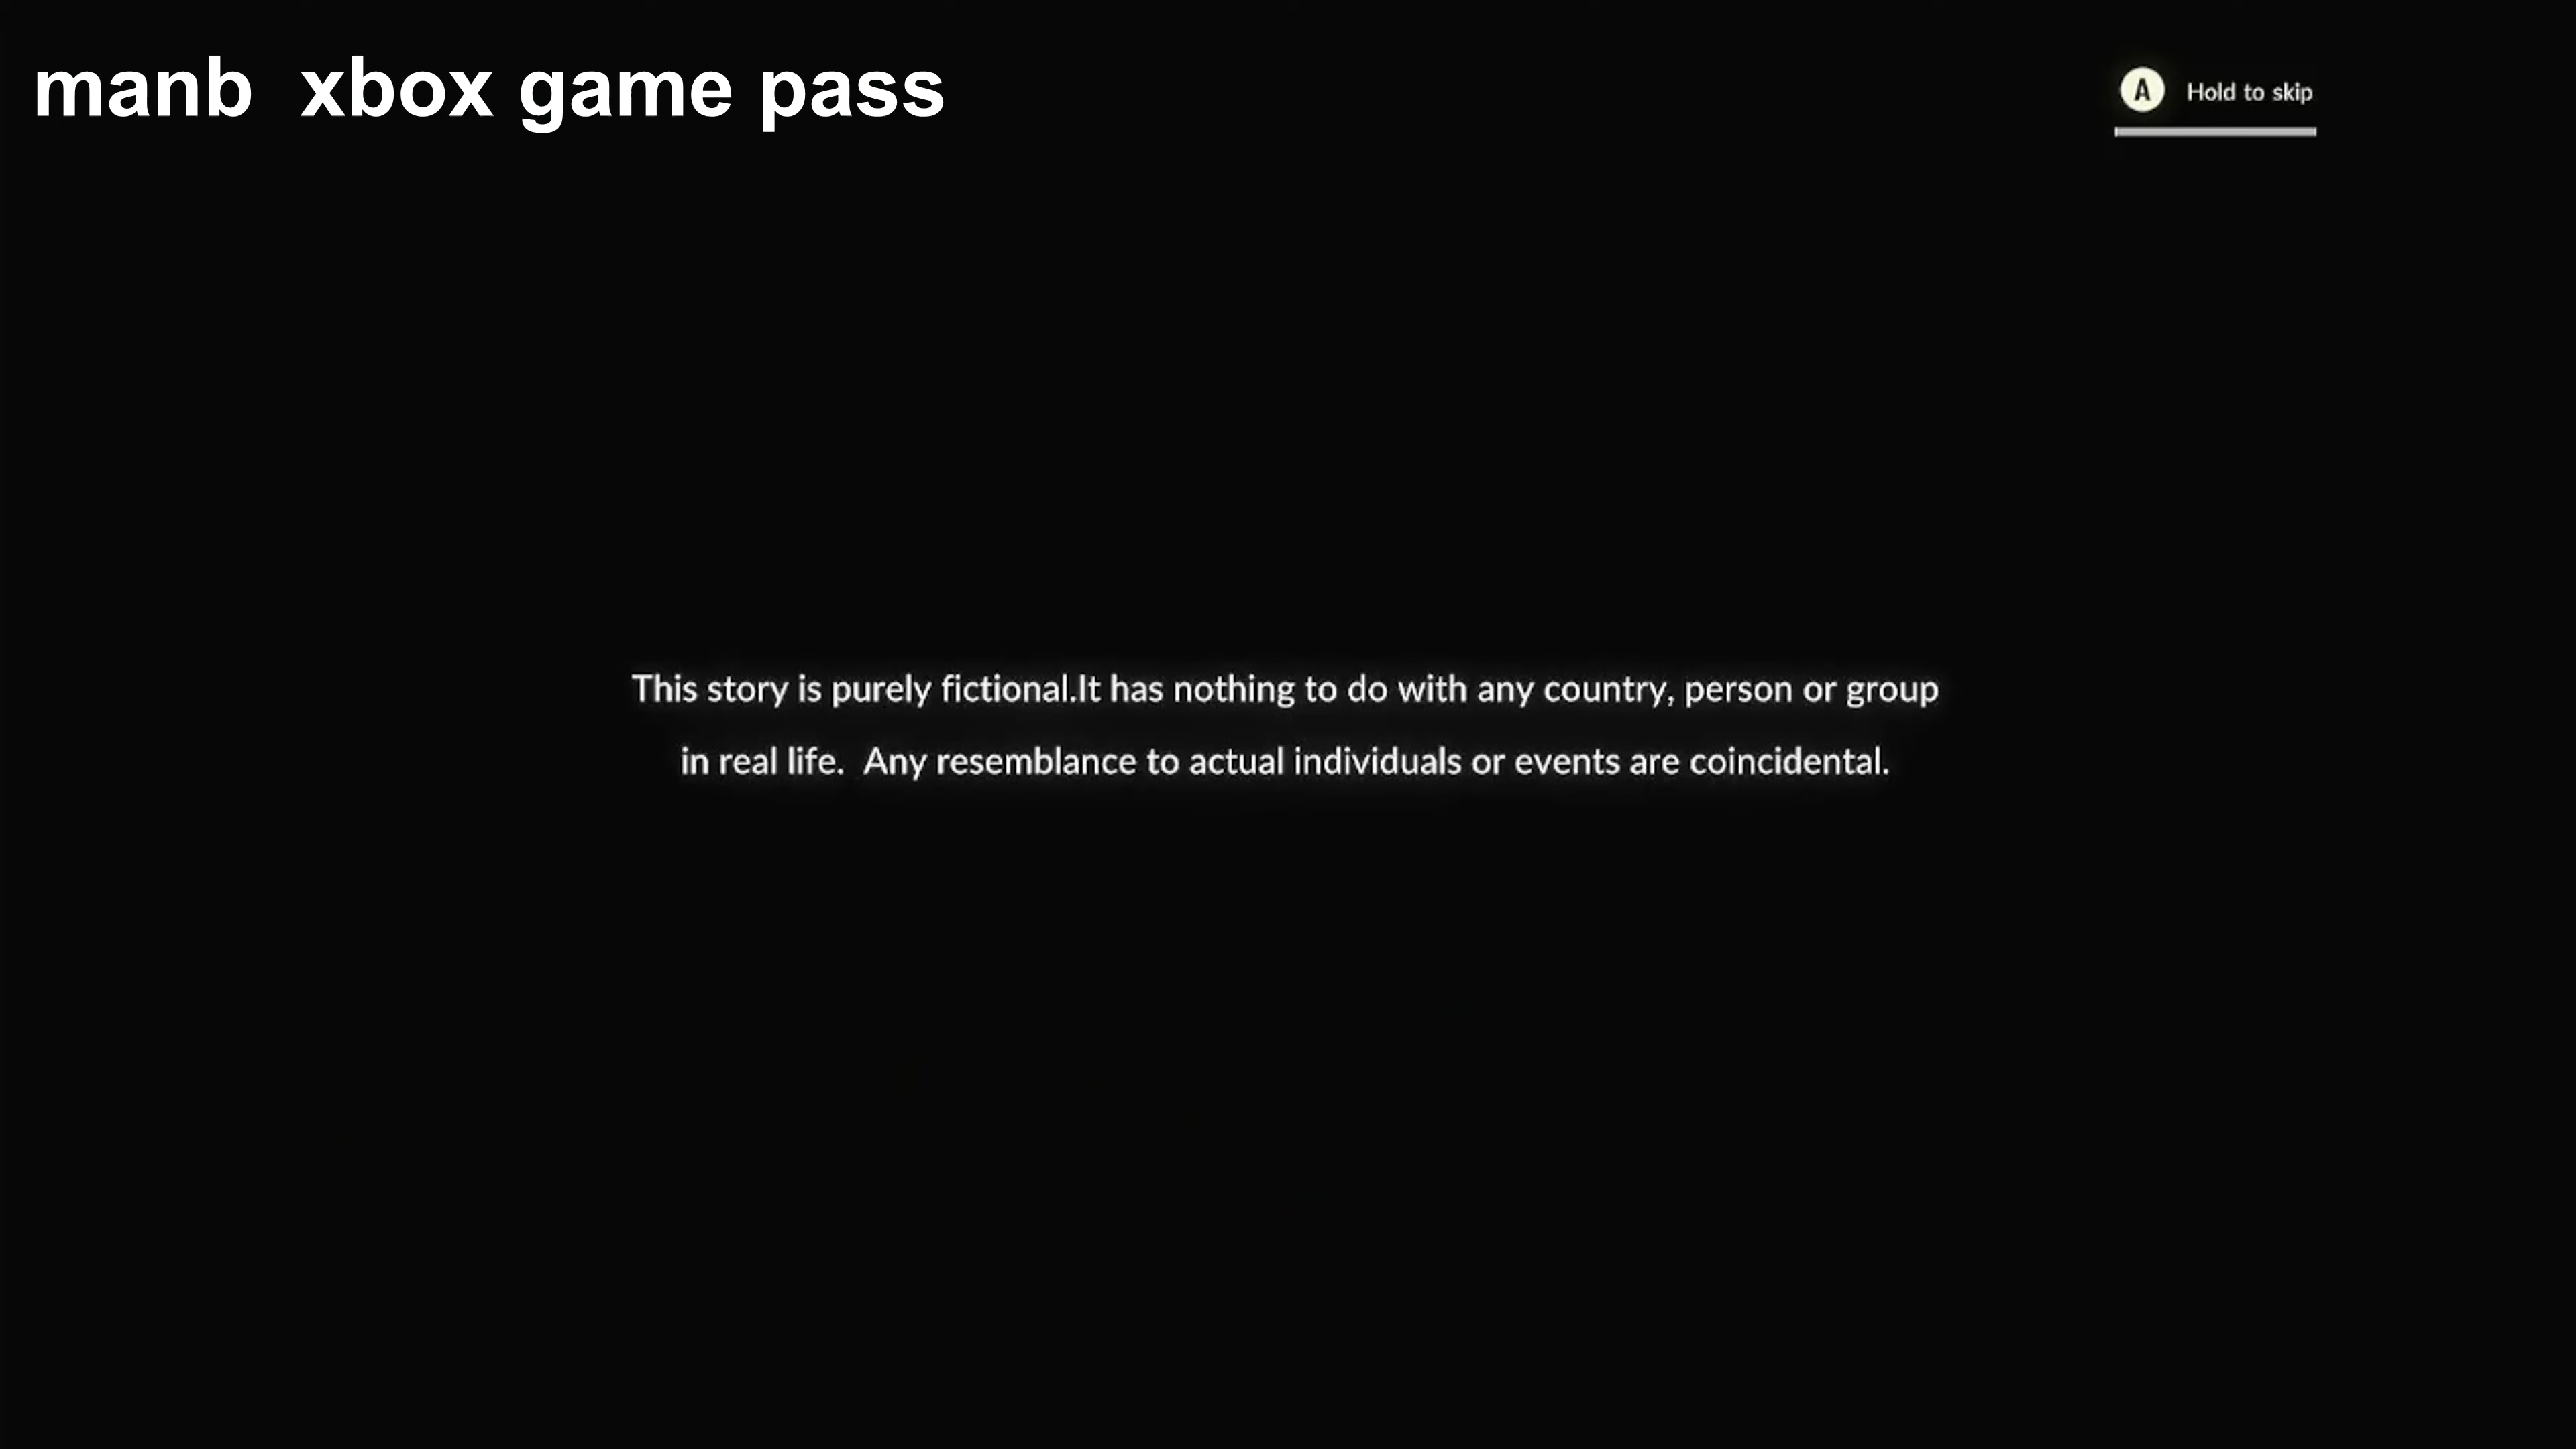 manb  xbox game pass
A Hold to skip
This story is purely fictional.It has nothing to do with any country, person or group
in real life.  Any resemblance to actual individuals or events are coincidental.